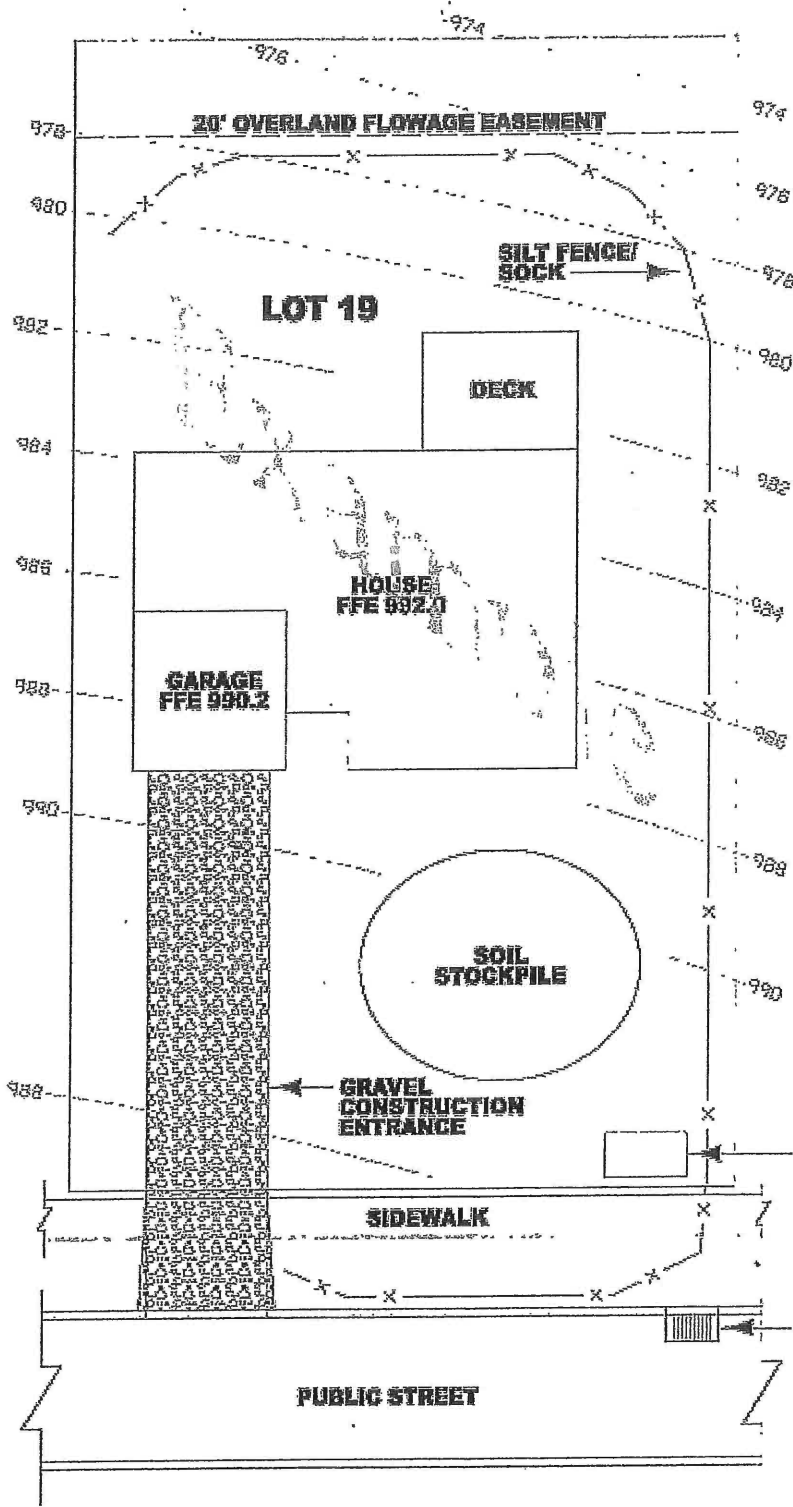 974
976
974
20' OVERLAND FLOWAGE EASEMENT
978
976
980
SILT FENCE/
SOCK
978
LOT 19
992
980
DECK
984
982
986
HOUSE
FFE 992.0
984
GARAGE
FFE 990.2
988
986
990
988
SOIL
STOCKPILE
990
988
GRAVEL
CONSTRUCTION
ENTRANCE
SIDEWALK
PUBLIC STREET